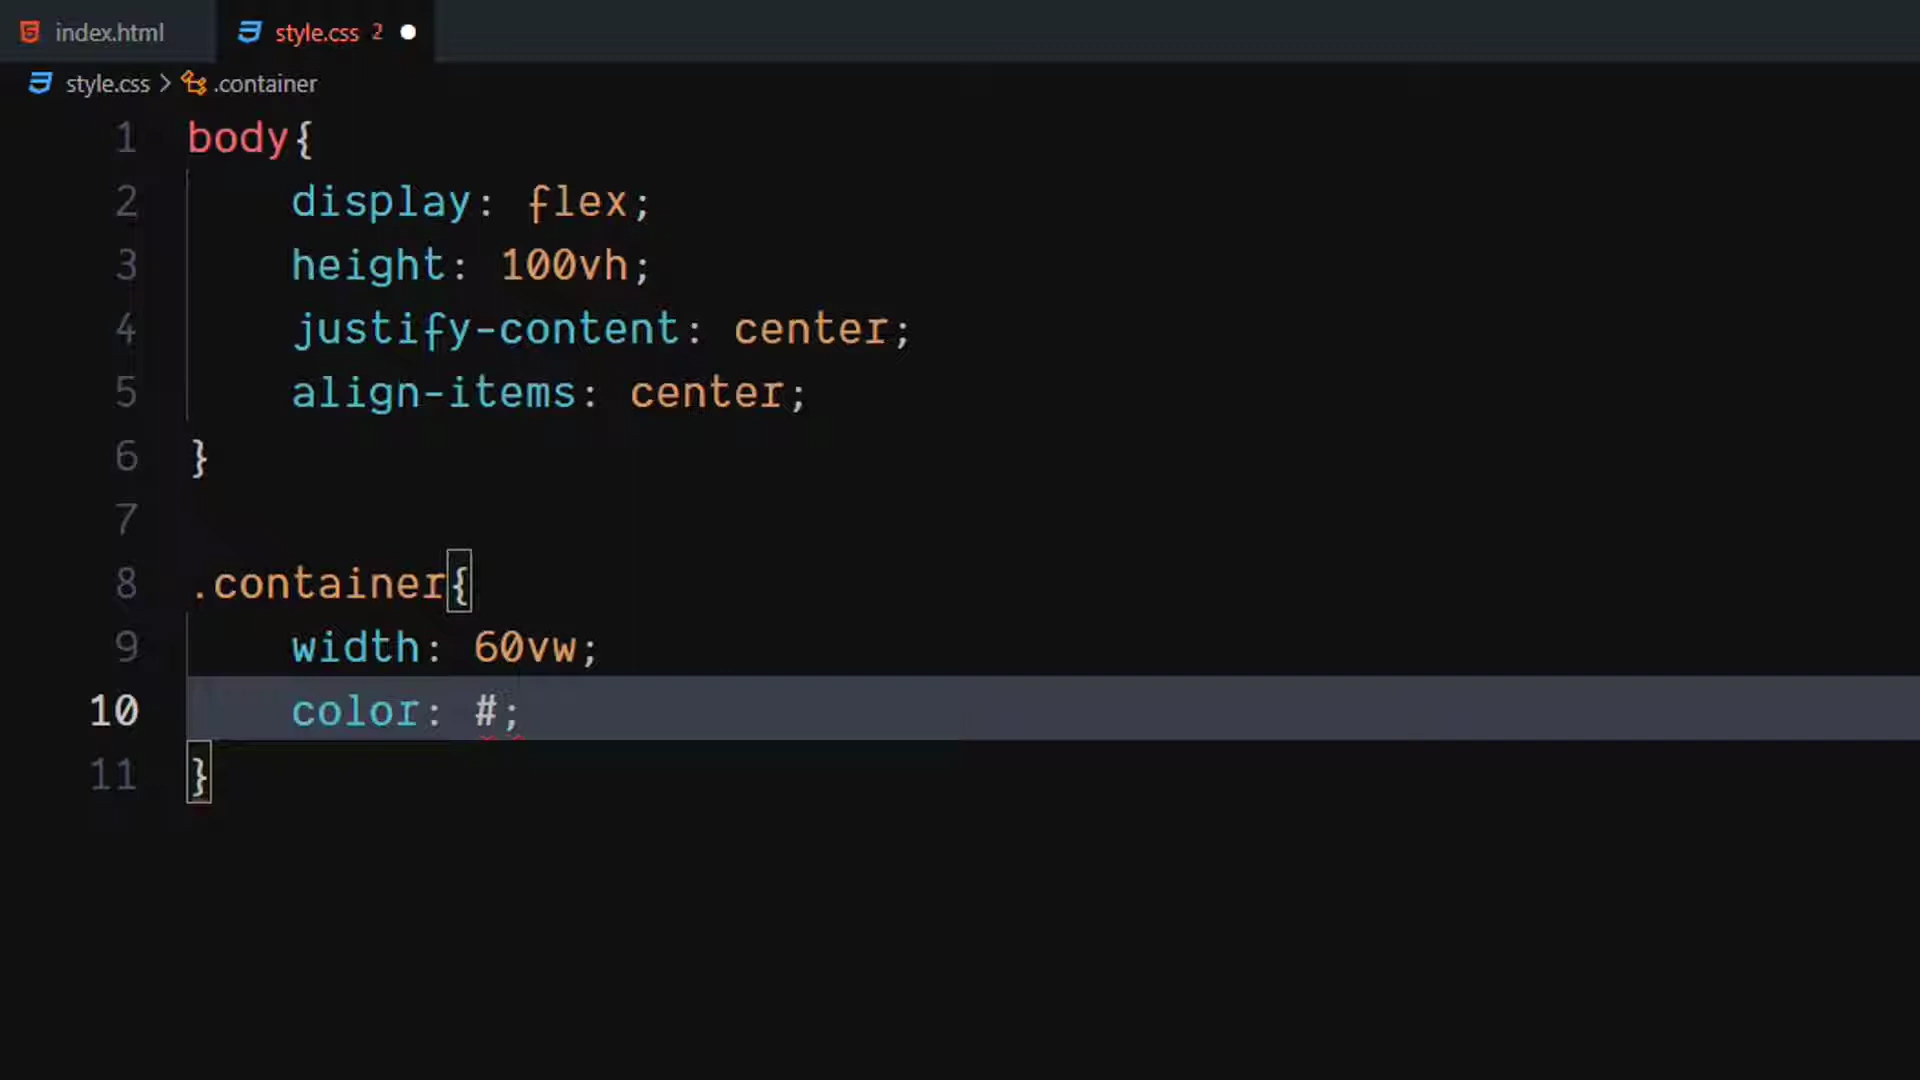 index.html style.css 2
style.css > .container
1 body{
2 display: flex;
3 height: 100vh;
4 justify-content: center;
5 align-items: center;
6 }
7
8 .container{
9 width: 60vw;
10 color: #;
11 }